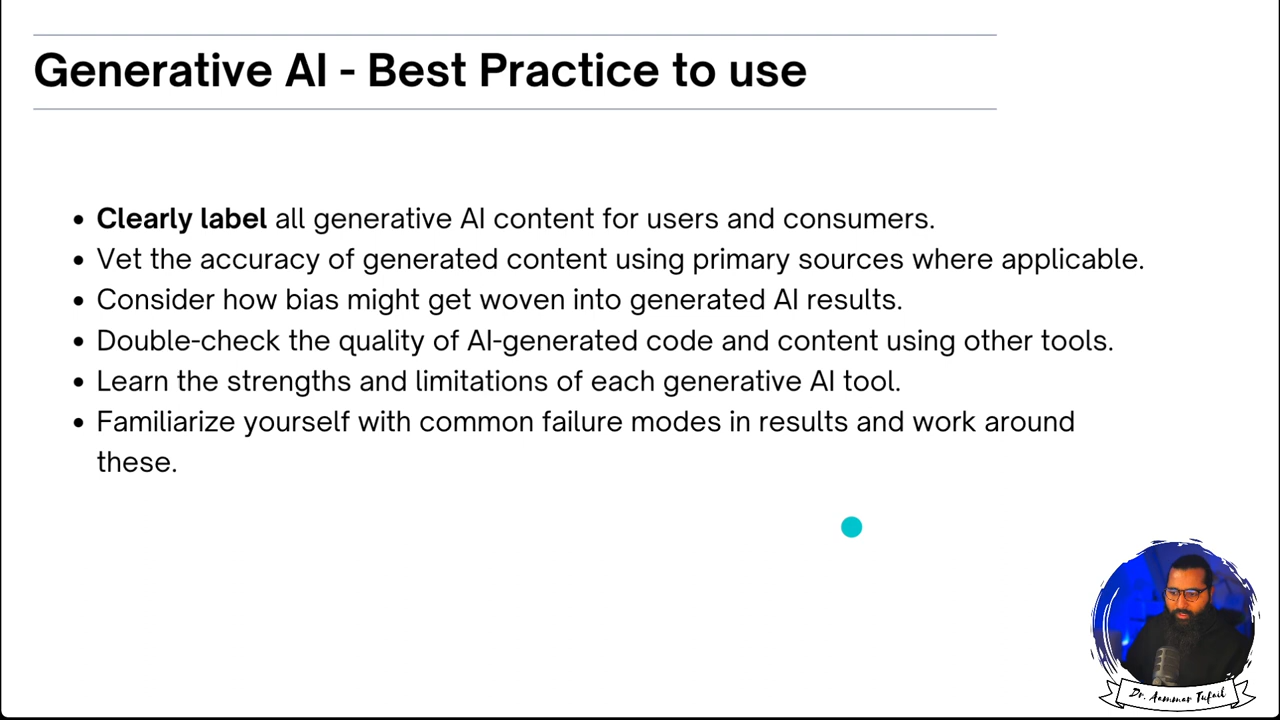 Generative AI - Best Practice to use
• Clearly label all generative AI content for users and consumers.
• Vet the accuracy of generated content using primary sources where applicable.
• Consider how bias might get woven into generated AI results.
• Double-check the quality of AI-generated code and content using other tools.
• Learn the strengths and limitations of each generative AI tool.
• Familiarize yourself with common failure modes in results and work around
these.
Dr. Aammar Tufail